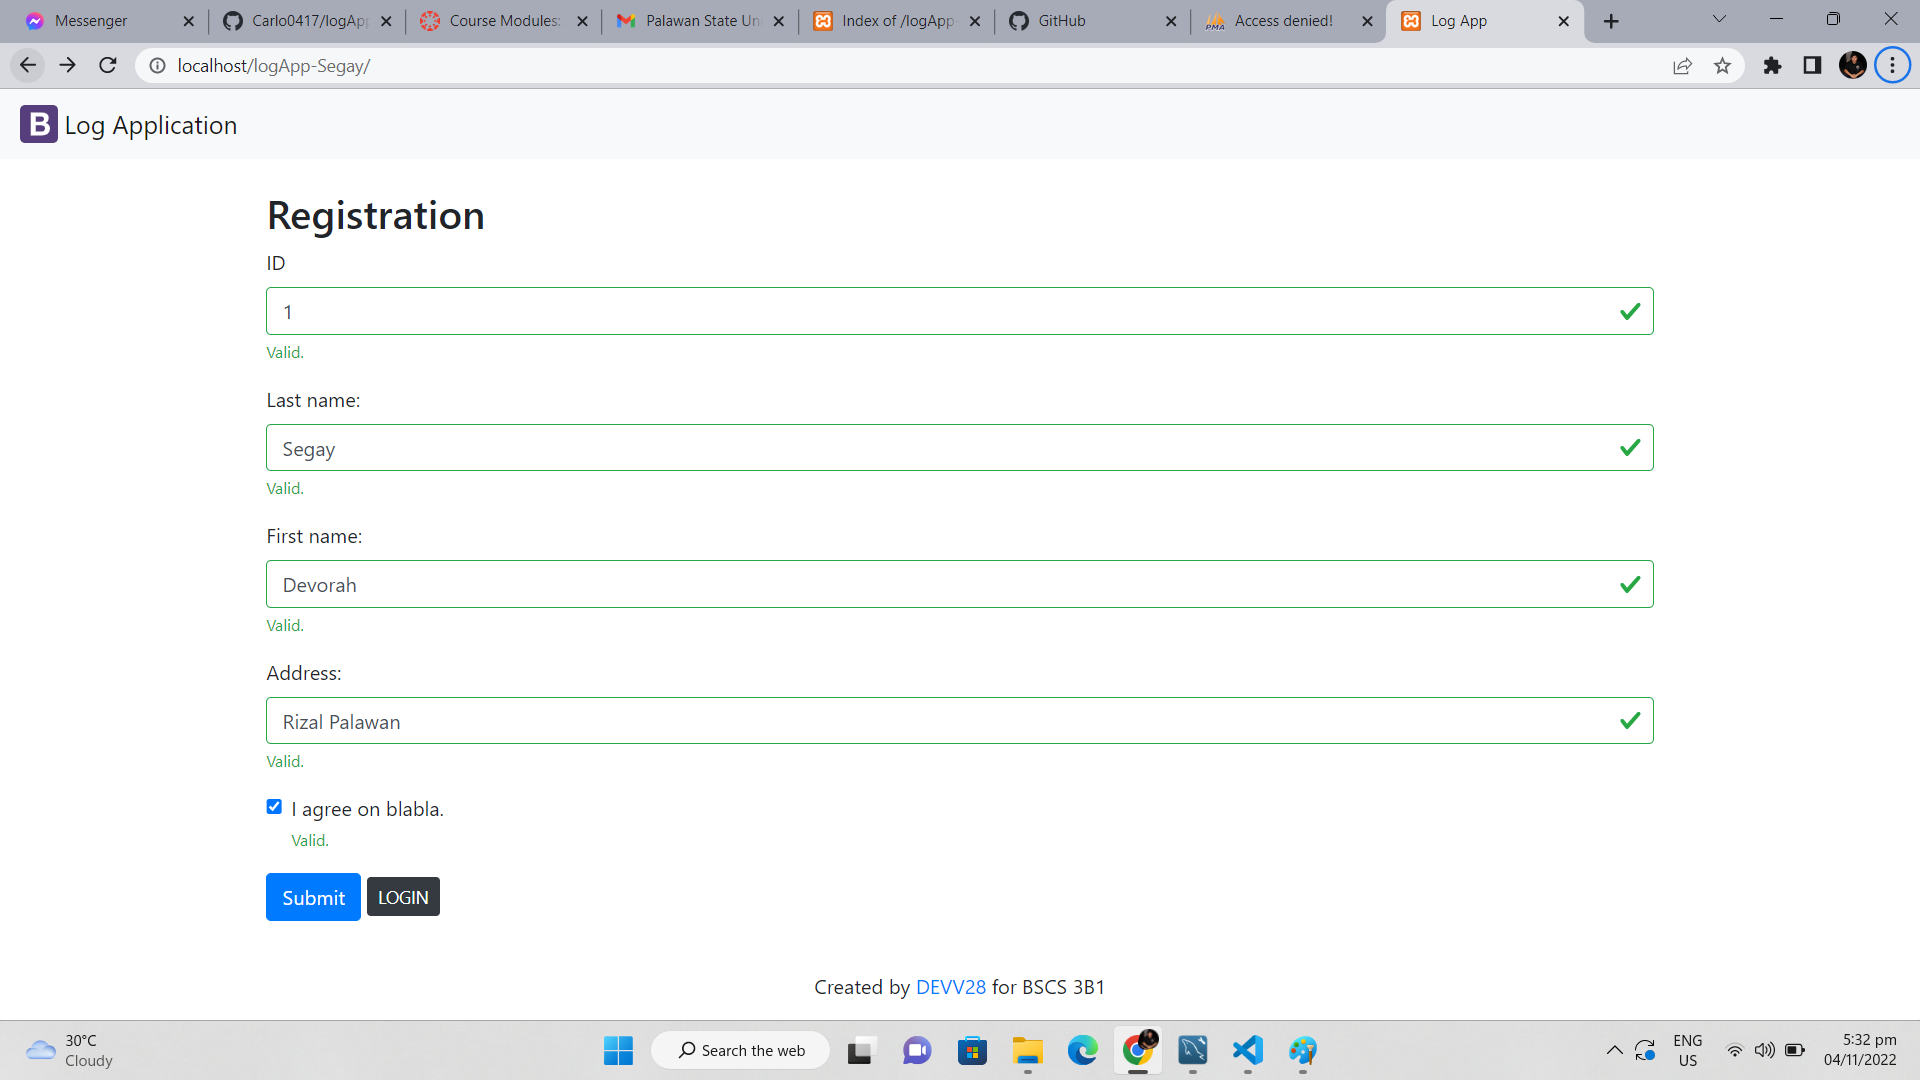 Messenger
Carlo0417/logApp
Course Modules:
Palawan State Un
Index of /logApp-
GitHub
Access denied!
Log App
localhost/logApp-Segay/
B Log Application
Registration
ID
1
Valid.
Last name:
Segay
Valid.
First name:
Devorah
Valid.
Address:
Rizal Palawan
Valid.
I agree on blabla.
Valid.
Submit LOGIN
Created by DEVV28 for BSCS 3B1
30°C
Cloudy
Search the web
ENG
US
5:32 pm
04/11/2022